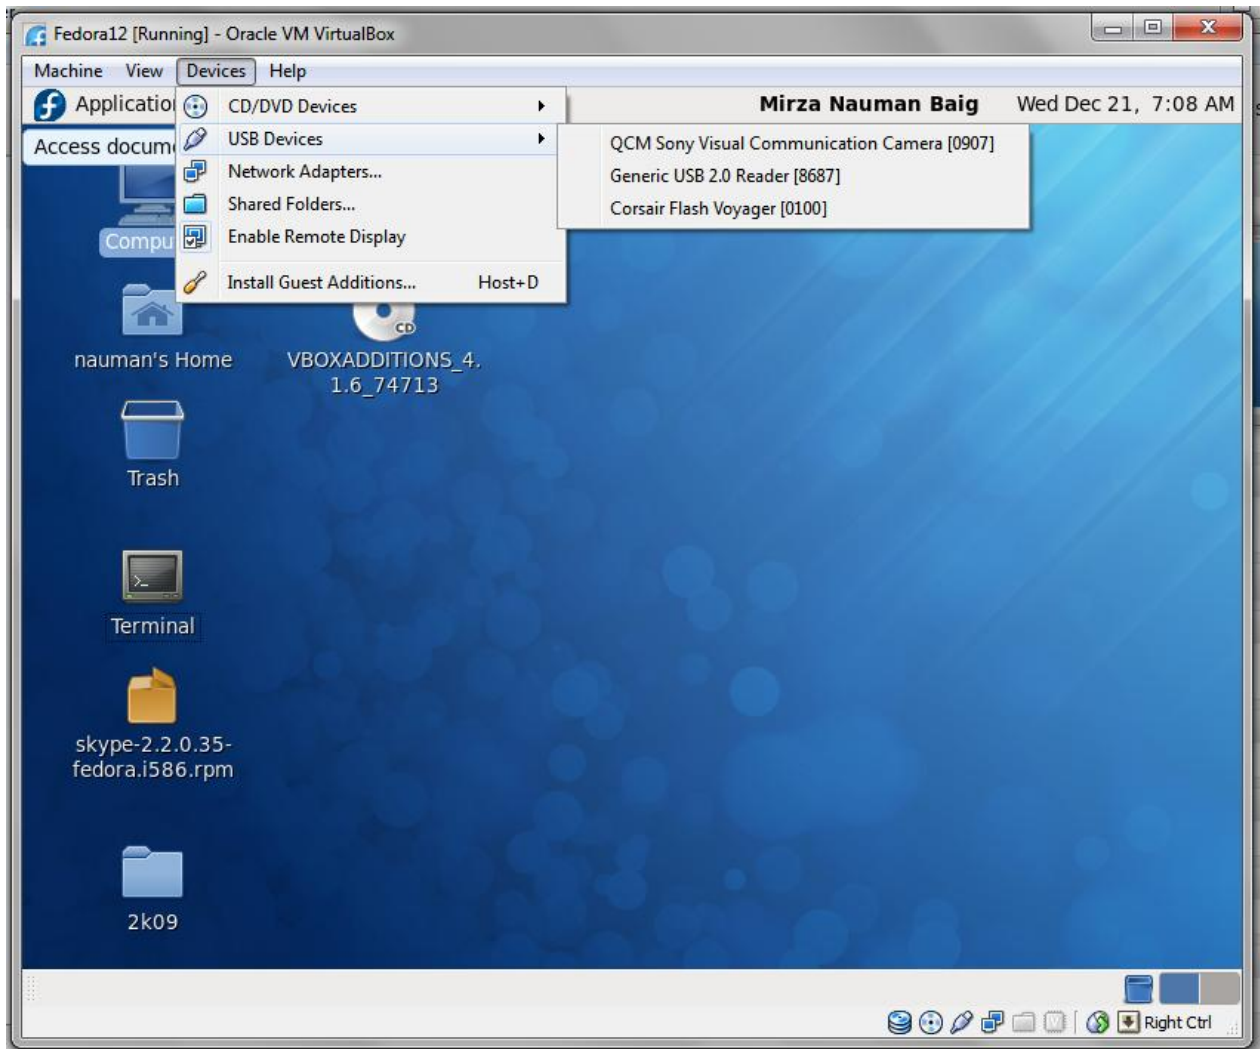 Fedora12 [Running] - Oracle VM VirtualBox
Machine View Devices Help
Mirza Nauman Baig Wed Dec 21, 7:08 AM
CD/DVD Devices
USB Devices
Network Adapters...
Shared Folders...
Enable Remote Display
Install Guest Additions... Host+D
QCM Sony Visual Communication Camera [0907]
Generic USB 2.0 Reader [8687]
Corsair Flash Voyager [0100]
Applicatio
Access docum
Compu
nauman's Home
VBOXADDITIONS_4.
1.6_74713
CD
Trash
Terminal
skype-2.2.0.35-
fedora.i586.rpm
2k09
Right Ctrl